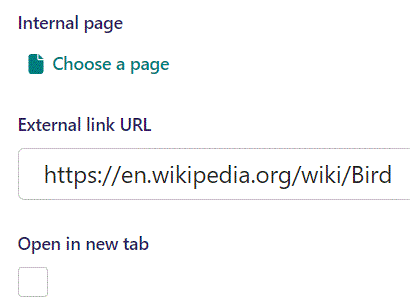 Internal page
Choose a page
External link URL
https://en.wikipedia.org/wiki/Bird
Open in new tab